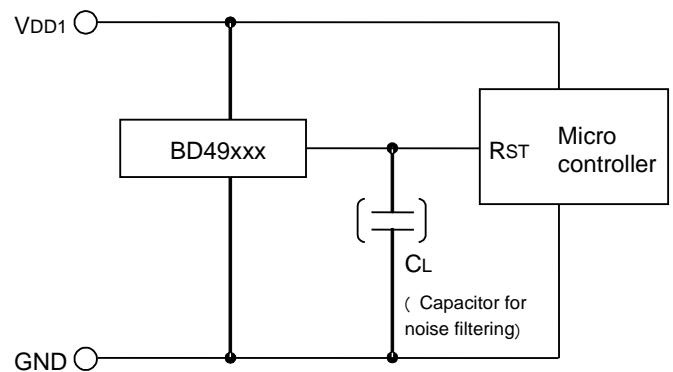 VDD1
BD49xxx
RST
Micro
controller
CL
( Capacitor for
noise filtering)
GND